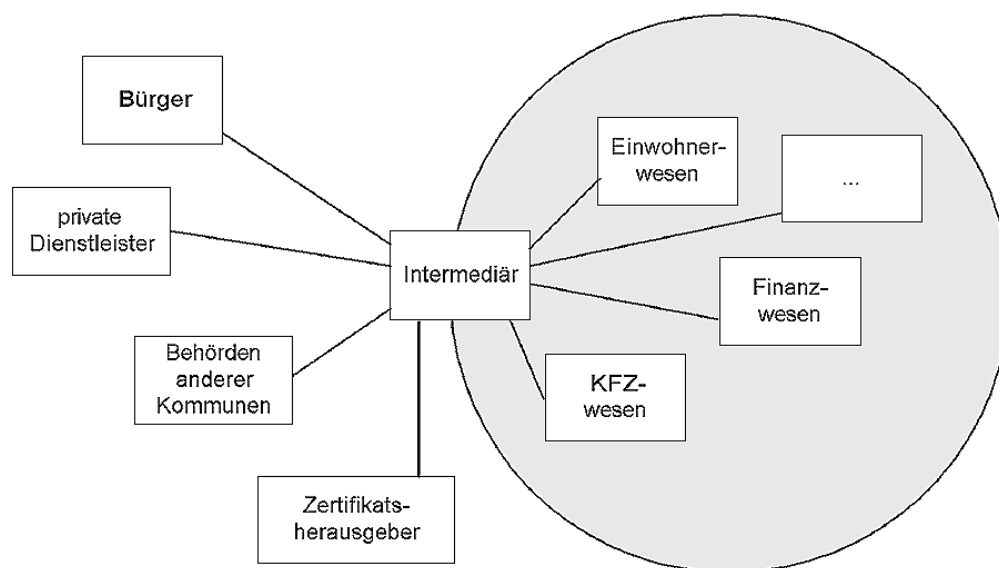 Bürger
private
Dienstleister
Behörden
anderer
Kommunen
Zertifikats-
herausgeber
Intermediär
Einwohner-
wesen
...
Finanz-
wesen
KFZ-
wesen